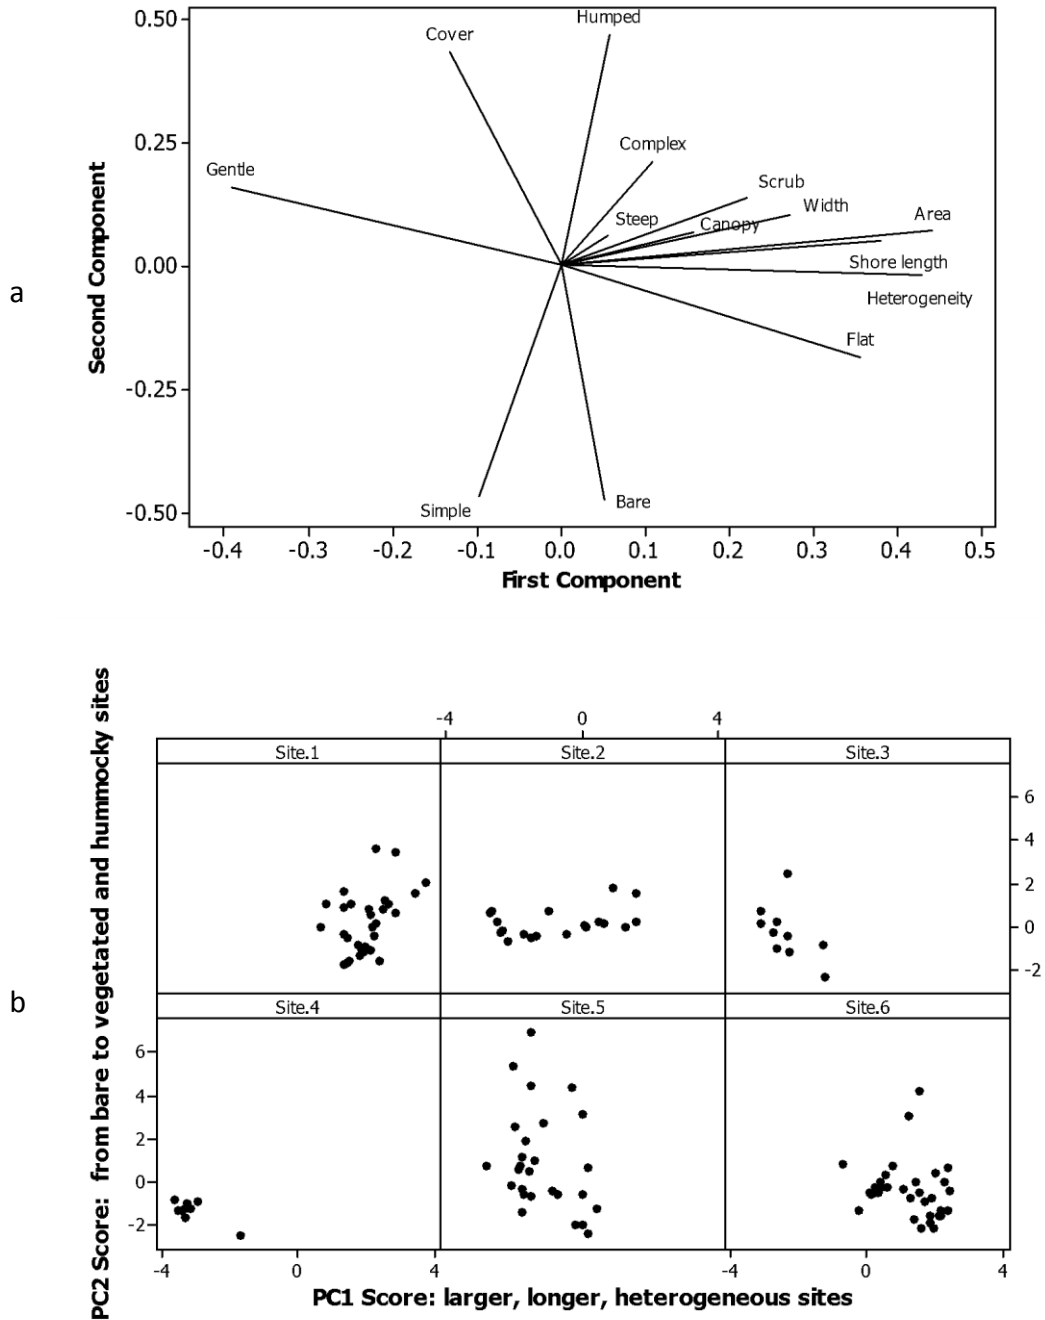 a
Second Component
0.50
0.25
0.00
-0.25
-0.50
Humped
Cover
Complex
Gentle
Scrub
Width
Steep
Canopy
Area
Shore length
Heterogeneity
Flat
Simple
Bare
-0.4 -0.3 -0.2 -0.1 0.0 0.1 0.2 0.3 0.4 0.5
First Component
b
PC2 Score: from bare to vegetated and hummocky sites
-4 0 4
Site.1 Site.2 Site.3
6
4
2
0
-2
Site.4 Site.5 Site.6
6
4
2
0
-2
-4 0 4 -4 0 4
PC1 Score: larger, longer, heterogeneous sites